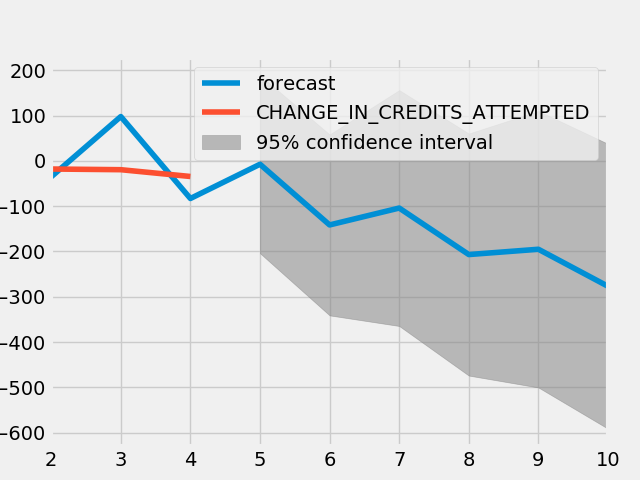 200
100
0
−100
−200
−300
−400
−500
−600
forecast
CHANGE_IN_CREDITS_ATTEMPTED
95% confidence interval
2 3 4 5 6 7 8 9 10